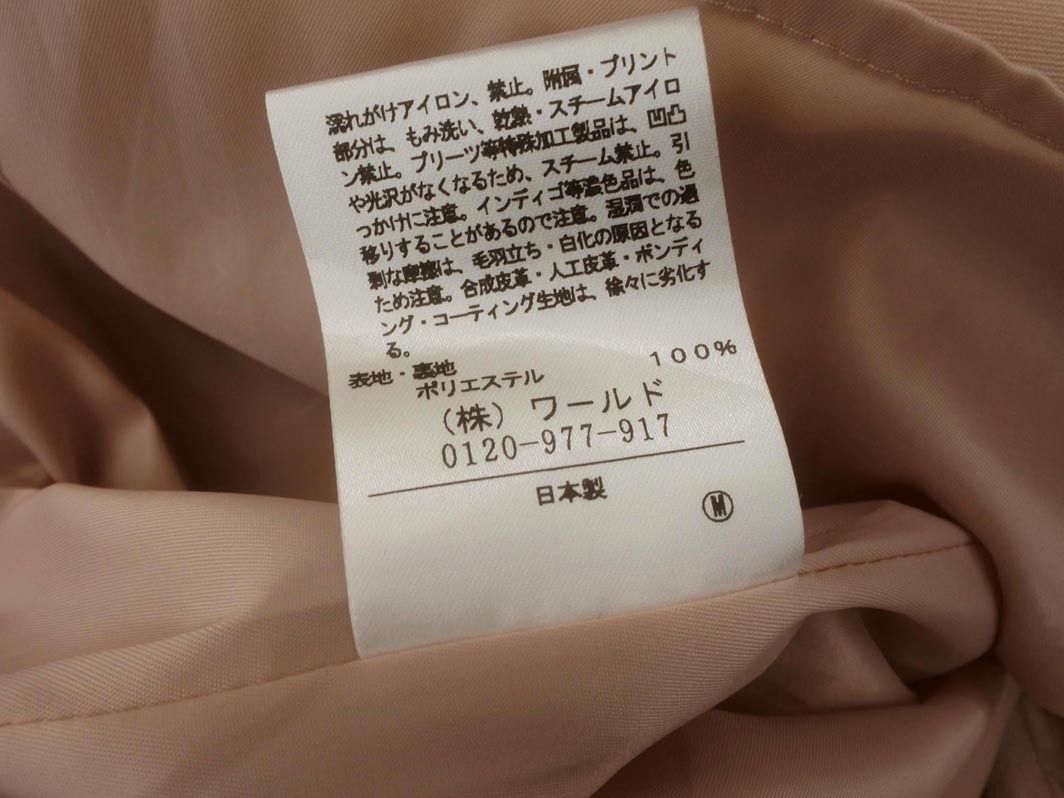 濡れがけアイロン、禁止。附属・プリント
部分は、もみ洗い、乾熱・スチームアイロ
ン禁止。プリーツ等特殊加工製品は、凹凸
や光沢がなくなるため、スチーム禁止。引
っかけに注意。インディゴ等濃色品は、色
移りすることがあるので注意。湿潤での過
剰な摩擦は、毛羽立ち・白化の原因となる
ため注意。合成皮革・人工皮革・ボンディ
ング・コーティング生地は、徐々に劣化す
る。
表地・裏地
ポリエステル 100%
(株) ワールド
0120-977-917
日本製
M